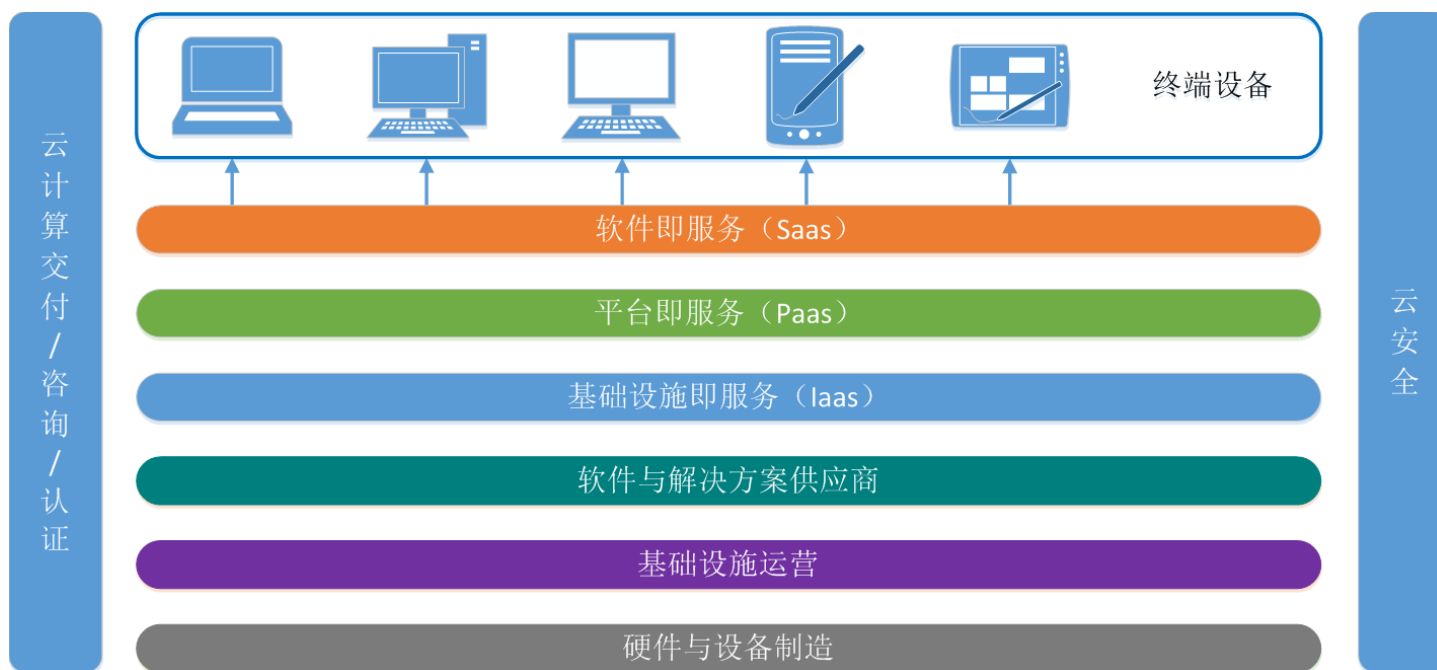 云计算交付/咨询/认证
终端设备
软件即服务（Saas）
平台即服务（Paas）
基础设施即服务（Iaas）
软件与解决方案供应商
基础设施运营
硬件与设备制造
云安全